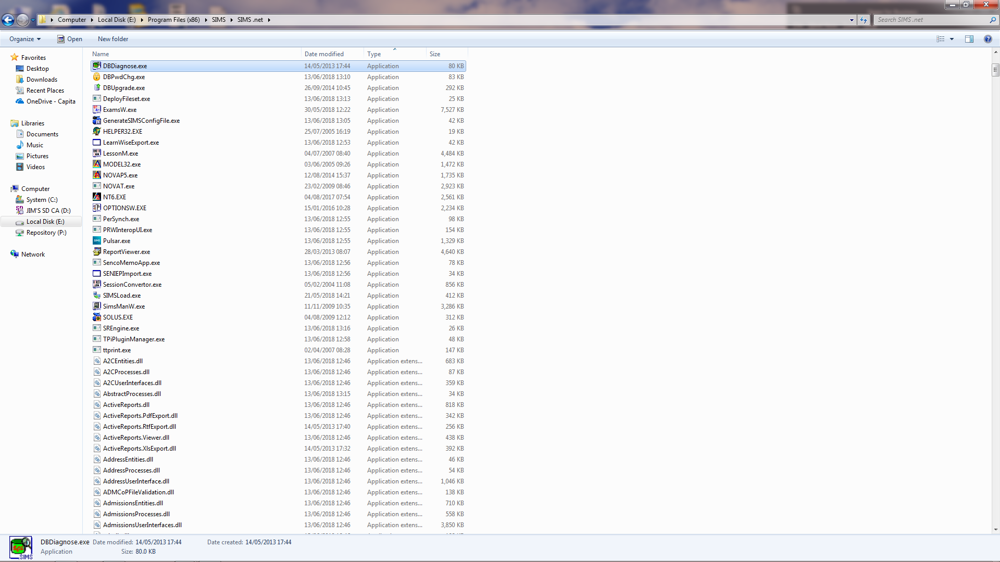 Computer Local Disk (E:) Program Files (x86) SIMS SIMS .net
Search SIMS .net
Organize Open New folder
Favorites
Desktop
Downloads
Recent Places
OneDrive - Capita
Libraries
Documents
Music
Pictures
Videos
Computer
System (C:)
JIM'S SD CA (D:)
Local Disk (E:)
Repository (P:)
Network
Name Date modified Type Size
DBDiagnose.exe 14/05/2013 17:44 Application 80 KB
DBPwdChg.exe 13/06/2018 13:10 Application 83 KB
DBUpgrade.exe 26/09/2014 10:45 Application 292 KB
DeployFileset.exe 13/06/2018 13:13 Application 25 KB
ExamsW.exe 30/05/2018 12:22 Application 7,527 KB
GenerateSIMSConfigFile.exe 13/06/2018 13:05 Application 42 KB
HELPER32.EXE 25/07/2005 16:19 Application 19 KB
LearnWiseExport.exe 13/06/2018 12:53 Application 42 KB
LessonM.exe 04/07/2007 08:40 Application 4,484 KB
MODEL32.exe 03/06/2005 09:26 Application 1,472 KB
NOVAP5.exe 12/08/2014 15:37 Application 1,735 KB
NOVAT.exe 23/02/2009 08:46 Application 2,923 KB
NT6.EXE 04/08/2017 07:54 Application 2,561 KB
OPTIONSW.EXE 15/01/2016 10:28 Application 2,234 KB
PerSynch.exe 13/06/2018 12:55 Application 98 KB
PRWInteropUI.exe 13/06/2018 12:55 Application 154 KB
Pulsar.exe 13/06/2018 12:55 Application 1,329 KB
ReportViewer.exe 28/03/2013 08:07 Application 4,640 KB
SencoMemoApp.exe 13/06/2018 12:56 Application 78 KB
SENIEPImport.exe 13/06/2018 12:56 Application 34 KB
SessionConvertor.exe 05/02/2004 11:08 Application 856 KB
SIMSLoad.exe 21/05/2018 14:21 Application 412 KB
SimsManW.exe 11/11/2009 10:35 Application 3,286 KB
SOLUS.EXE 04/08/2009 12:12 Application 312 KB
SREngine.exe 13/06/2018 13:16 Application 26 KB
TPiPluginManager.exe 13/06/2018 12:58 Application 48 KB
ttprint.exe 02/04/2007 08:28 Application 147 KB
A2CEntities.dll 13/06/2018 12:46 Application extens... 683 KB
A2CProcesses.dll 13/06/2018 12:46 Application extens... 87 KB
A2CUserInterfaces.dll 13/06/2018 12:46 Application extens... 359 KB
AbstractProcesses.dll 13/06/2018 13:15 Application extens... 34 KB
ActiveReports.dll 13/06/2018 12:46 Application extens... 818 KB
ActiveReports.PdfExport.dll 13/06/2018 12:46 Application extens... 342 KB
ActiveReports.RtfExport.dll 14/05/2013 17:40 Application extens... 256 KB
ActiveReports.Viewer.dll 13/06/2018 12:46 Application extens... 438 KB
ActiveReports.XlsExport.dll 14/05/2013 17:32 Application extens... 392 KB
AddressEntities.dll 13/06/2018 12:46 Application extens... 46 KB
AddressProcesses.dll 13/06/2018 12:46 Application extens... 54 KB
AddressUserInterface.dll 13/06/2018 12:46 Application extens... 1,046 KB
ADMCoPFileValidation.dll 13/06/2018 12:46 Application extens... 138 KB
AdmissionsEntities.dll 13/06/2018 12:46 Application extens... 710 KB
AdmissionsProcesses.dll 13/06/2018 12:46 Application extens... 558 KB
AdmissionsUserInterfaces.dll 13/06/2018 12:46 Application extens... 3,850 KB
DBDiagnose.exe Date modified: 14/05/2013 17:44 Date created: 14/05/2013 17:44
Application Size: 80.0 KB
SQL
SIMS